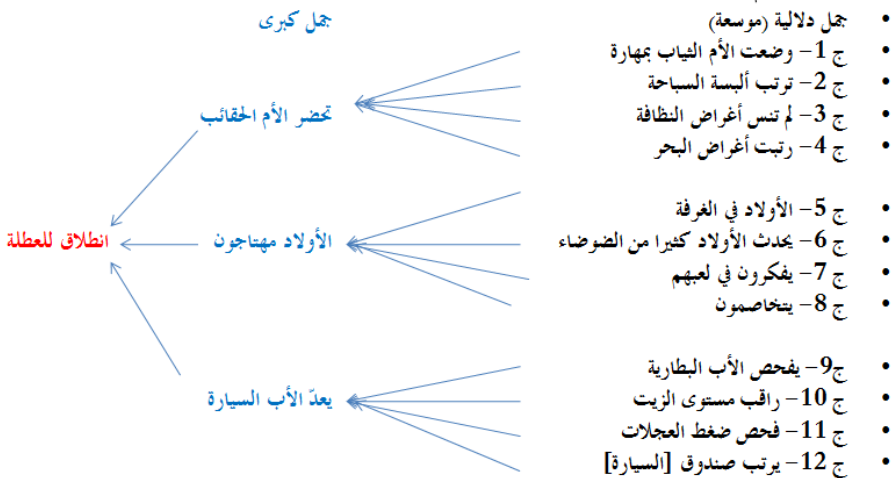 • جمل دلالية (موسعة)
جمل كبرى
• ج 1– وضعت الأم الثياب بمهارة
• ج 2– ترتب ألبسة السباحة
• ج 3– لم تنس أغراض النظافة
• ج 4– رتبت أغراض البحر
تحضر الأم الحقائب
• ج 5– الأولاد في الغرفة
• ج 6– يحدث الأولاد كثيرا من الضوضاء
• ج 7– يفكرون في لعبهم
• ج 8– يتخاصمون
الأولاد مهتاجون
انطلاق للعطلة
• ج9– يفحص الأب البطارية
• ج 10– راقب مستوى الزيت
• ج 11– فحص ضغط العجلات
• ج 12– يرتب صندوق [السيارة]
يعدّ الأب السيارة